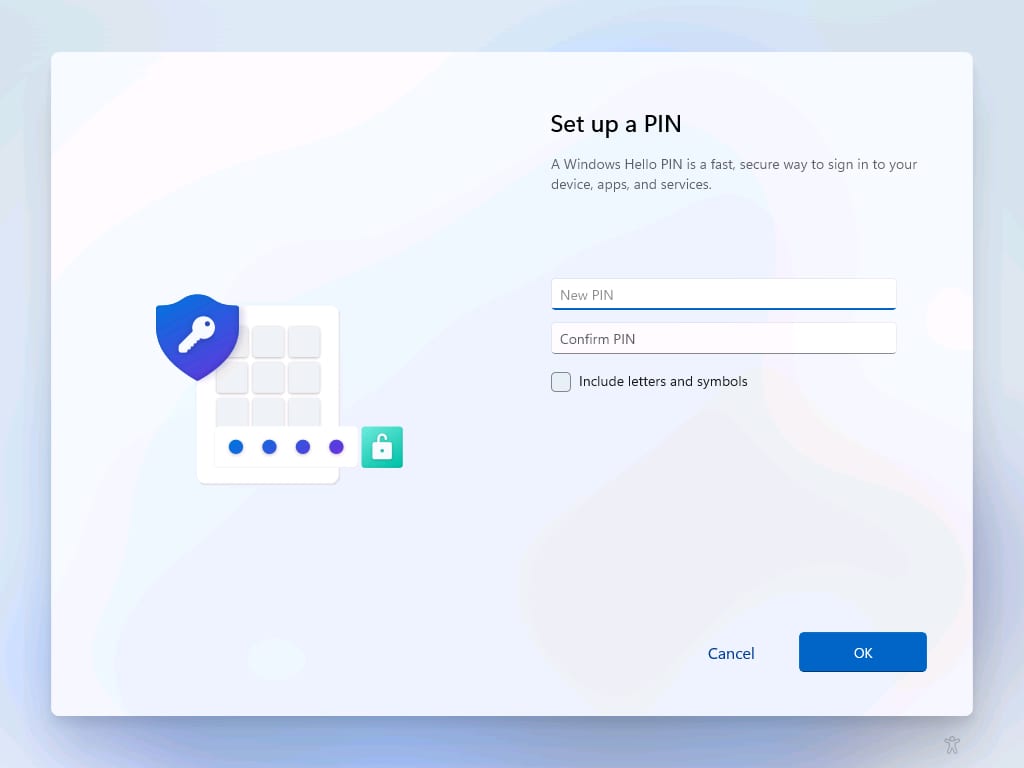 Set up a PIN
A Windows Hello PIN is a fast, secure way to sign in to your
device, apps, and services.
New PIN
Confirm PIN
Include letters and symbols
Cancel
OK